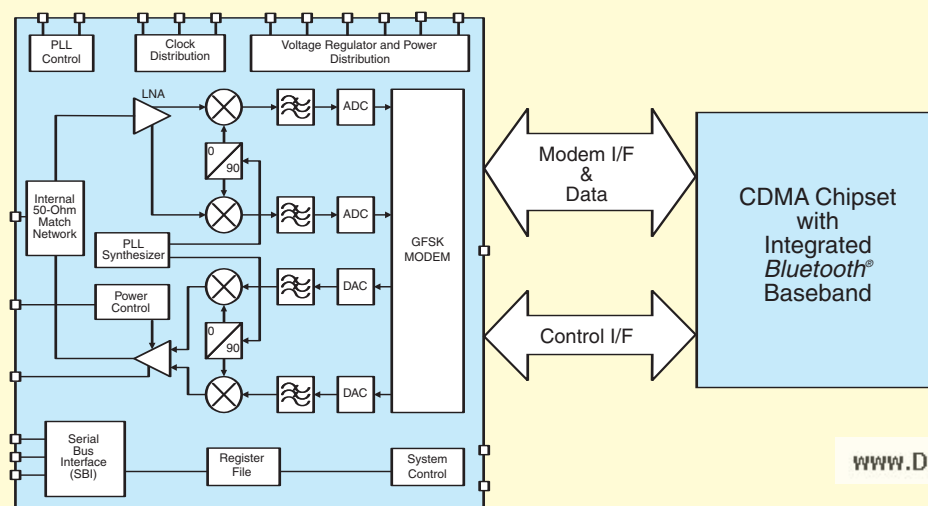 PLL
Control
Clock
Distribution
Voltage Regulator and Power
Distribution
LNA
ADC
0
90
Internal
50-Ohm
Match
Network
ADC
PLL
Synthesizer
GFSK
MODEM
Power
Control
DAC
0
90
DAC
Serial
Bus
Interface
(SBI)
Register
File
System
Control
Modem I/F
&
Data
Control I/F
CDMA Chipset
with
Integrated
Bluetooth®
Baseband
www.D